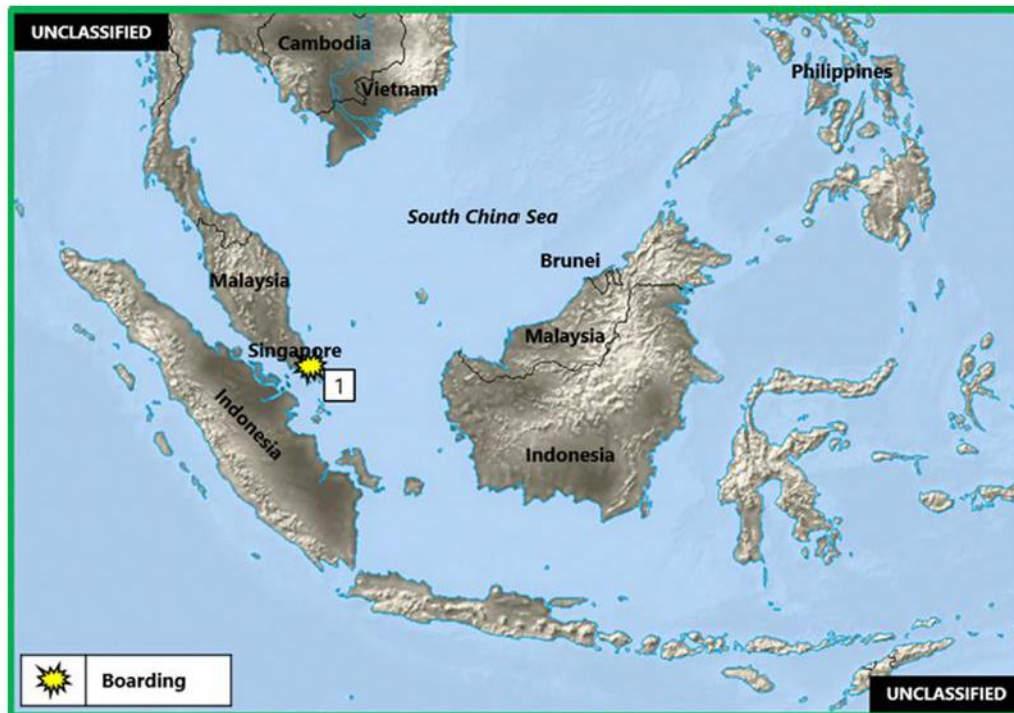 UNCLASSIFIED
Cambodia
Vietnam
Philippines
South China Sea
Brunei
Malaysia
Malaysia
Singapore
1
Indonesia
Indonesia
Boarding
UNCLASSIFIED